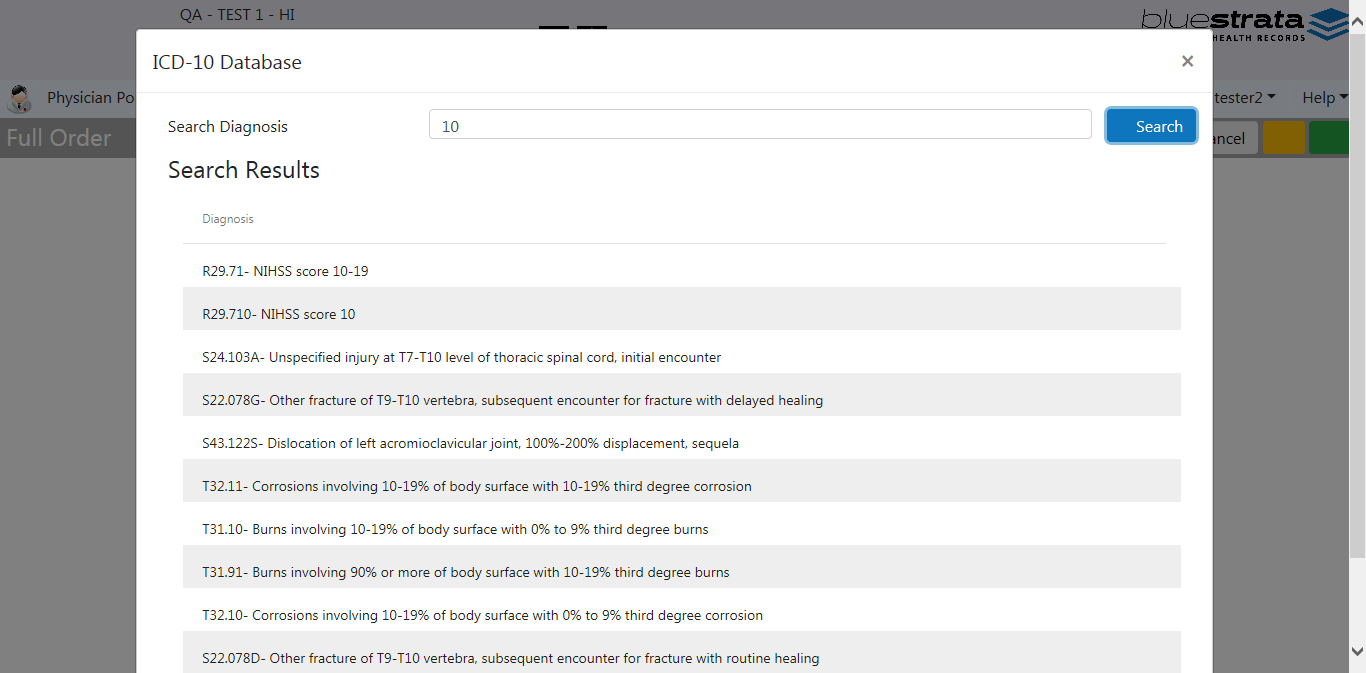 QA - TEST 1 - HI
bluestrata
HEALTH RECORDS
ICD-10 Database
×
Physician Po
tester2
Help
Full Order
ancel
Search Diagnosis
10
Search
Search Results
Diagnosis
R29.71- NIHSS score 10-19
R29.710- NIHSS score 10
S24.103A- Unspecified injury at T7-T10 level of thoracic spinal cord, initial encounter
S22.078G- Other fracture of T9-T10 vertebra, subsequent encounter for fracture with delayed healing
S43.122S- Dislocation of left acromioclavicular joint, 100%-200% displacement, sequela
T32.11- Corrosions involving 10-19% of body surface with 10-19% third degree corrosion
T31.10- Burns involving 10-19% of body surface with 0% to 9% third degree burns
T31.91- Burns involving 90% or more of body surface with 10-19% third degree burns
T32.10- Corrosions involving 10-19% of body surface with 0% to 9% third degree corrosion
S22.078D- Other fracture of T9-T10 vertebra, subsequent encounter for fracture with routine healing